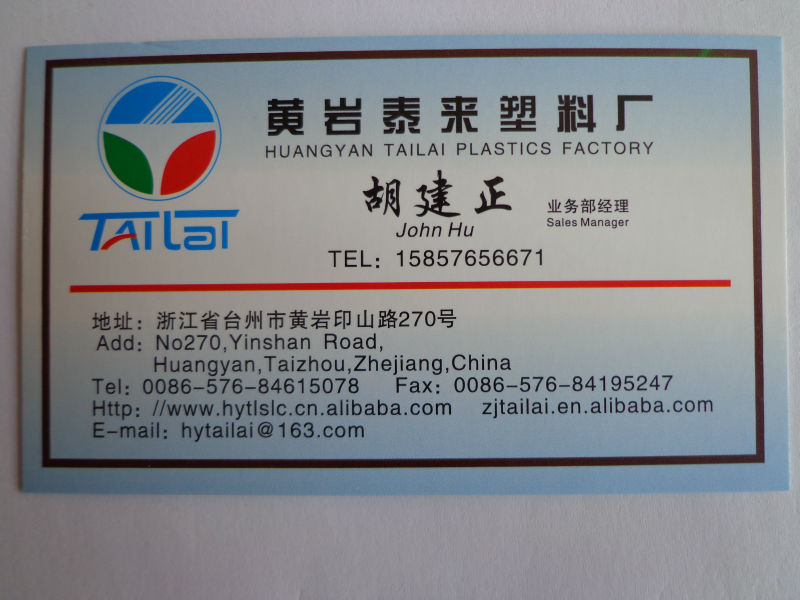 黄岩泰来塑料厂
HUANGYAN TAILAI PLASTICS FACTORY
TAILAI
胡建正 业务部经理
John Hu Sales Manager
TEL: 15857656671
地址: 浙江省台州市黄岩印山路270号
Add: No270,Yinshan Road,
Huangyan,Taizhou,Zhejiang,China
Tel: 0086-576-84615078 Fax: 0086-576-84195247
Http: //www.hytlslc.cn.alibaba.com zjtailai.en.alibaba.com
E-mail: hytailai@163.com